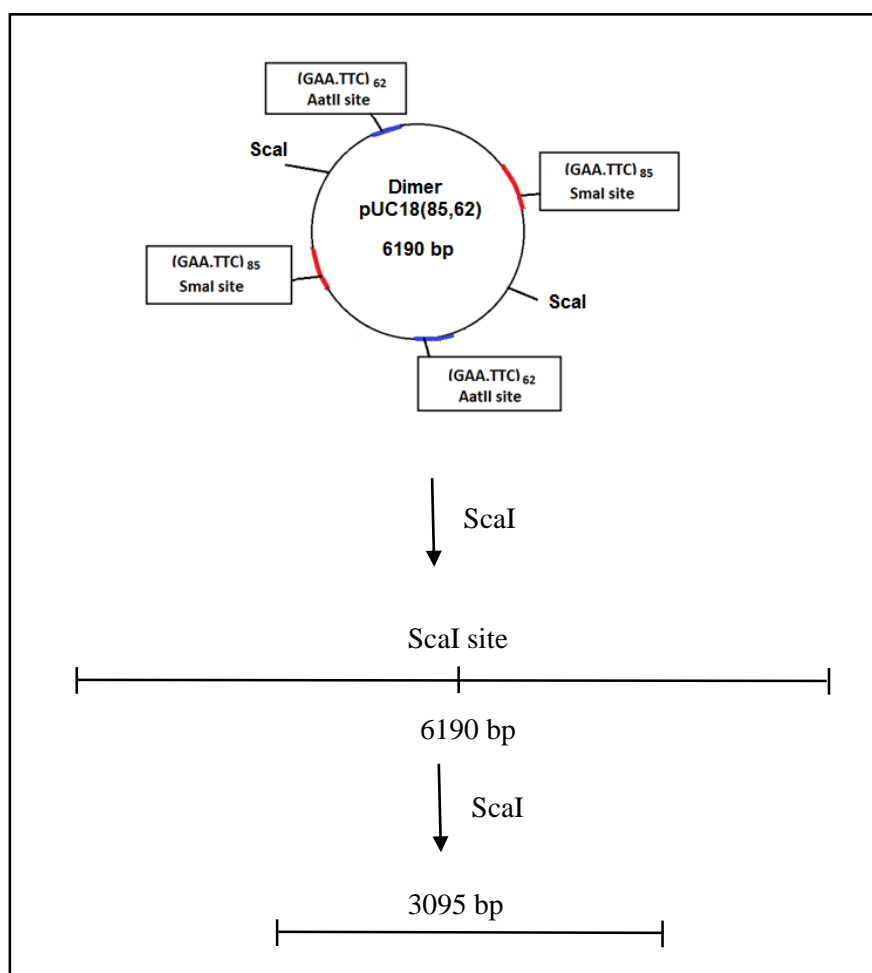 (GAA.TTC) 62
AatII site
ScaI
(GAA.TTC) 85
SmaI site
Dimer
pUC18(85,62)
6190 bp
(GAA.TTC) 85
SmaI site
ScaI
(GAA.TTC) 62
AatII site
ScaI
ScaI site
6190 bp
ScaI
3095 bp